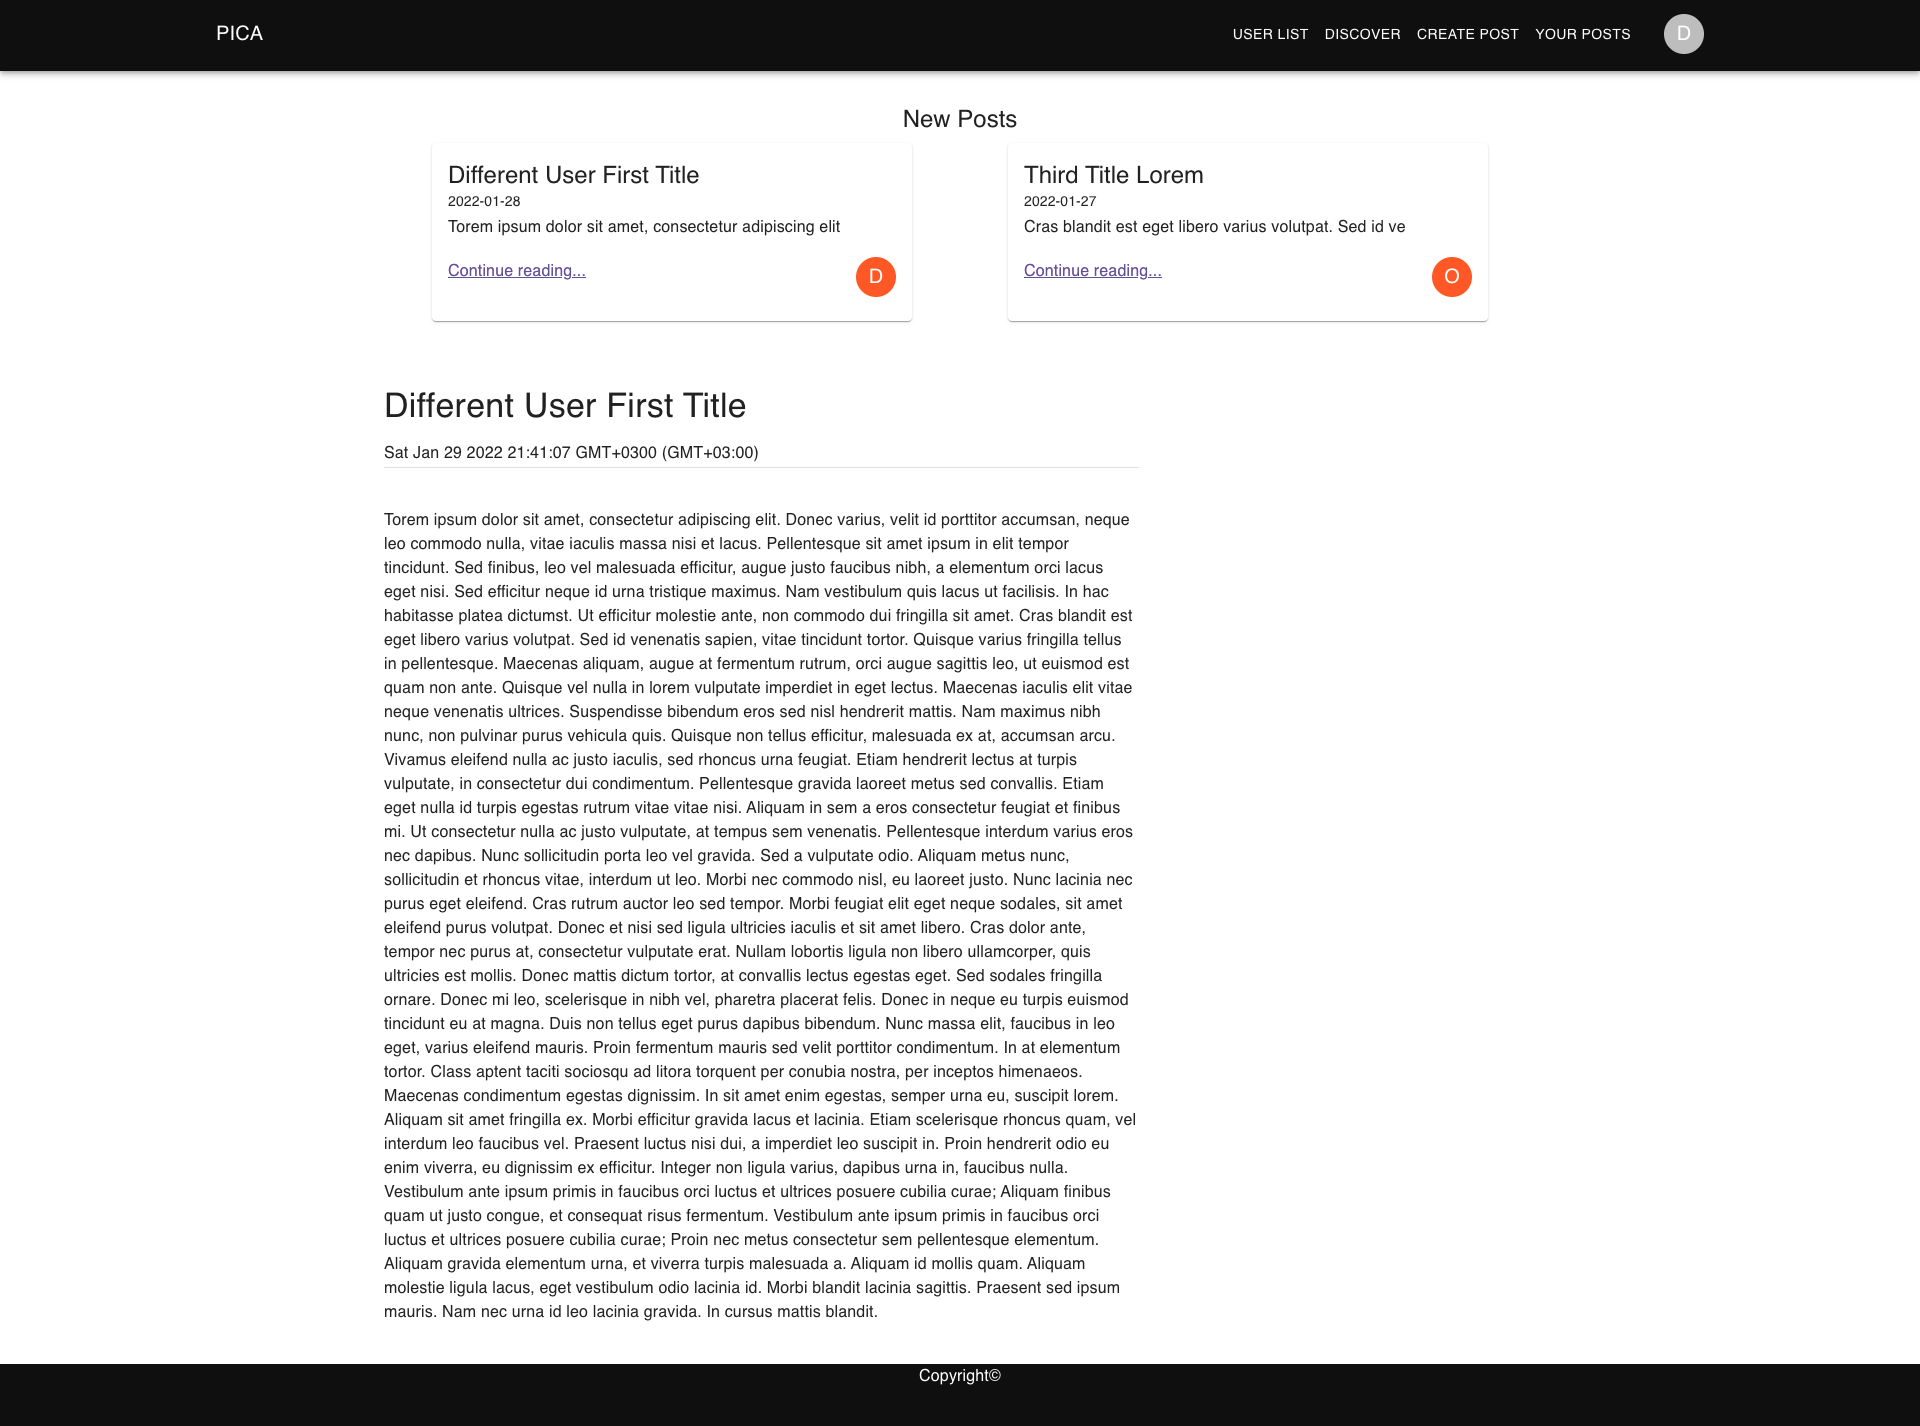 PICA
USER LIST DISCOVER CREATE POST YOUR POSTS D
New Posts
Different User First Title
2022-01-28
Torem ipsum dolor sit amet, consectetur adipiscing elit
Continue reading...
D
Third Title Lorem
2022-01-27
Cras blandit est eget libero varius volutpat. Sed id ve
Continue reading...
O
Different User First Title
Sat Jan 29 2022 21:41:07 GMT+0300 (GMT+03:00)
Torem ipsum dolor sit amet, consectetur adipiscing elit. Donec varius, velit id porttitor accumsan, neque
leo commodo nulla, vitae iaculis massa nisi et lacus. Pellentesque sit amet ipsum in elit tempor
tincidunt. Sed finibus, leo vel malesuada efficitur, augue justo faucibus nibh, a elementum orci lacus
eget nisi. Sed efficitur neque id urna tristique maximus. Nam vestibulum quis lacus ut facilisis. In hac
habitasse platea dictumst. Ut efficitur molestie ante, non commodo dui fringilla sit amet. Cras blandit est
eget libero varius volutpat. Sed id venenatis sapien, vitae tincidunt tortor. Quisque varius fringilla tellus
in pellentesque. Maecenas aliquam, augue at fermentum rutrum, orci augue sagittis leo, ut euismod est
quam non ante. Quisque vel nulla in lorem vulputate imperdiet in eget lectus. Maecenas iaculis elit vitae
neque venenatis ultrices. Suspendisse bibendum eros sed nisl hendrerit mattis. Nam maximus nibh
nunc, non pulvinar purus vehicula quis. Quisque non tellus efficitur, malesuada ex at, accumsan arcu.
Vivamus eleifend nulla ac justo iaculis, sed rhoncus urna feugiat. Etiam hendrerit lectus at turpis
vulputate, in consectetur dui condimentum. Pellentesque gravida laoreet metus sed convallis. Etiam
eget nulla id turpis egestas rutrum vitae vitae nisi. Aliquam in sem a eros consectetur feugiat et finibus
mi. Ut consectetur nulla ac justo vulputate, at tempus sem venenatis. Pellentesque interdum varius eros
nec dapibus. Nunc sollicitudin porta leo vel gravida. Sed a vulputate odio. Aliquam metus nunc,
sollicitudin et rhoncus vitae, interdum ut leo. Morbi nec commodo nisl, eu laoreet justo. Nunc lacinia nec
purus eget eleifend. Cras rutrum auctor leo sed tempor. Morbi feugiat elit eget neque sodales, sit amet
eleifend purus volutpat. Donec et nisi sed ligula ultricies iaculis et sit amet libero. Cras dolor ante,
tempor nec purus at, consectetur vulputate erat. Nullam lobortis ligula non libero ullamcorper, quis
ultricies est mollis. Donec mattis dictum tortor, at convallis lectus egestas eget. Sed sodales fringilla
ornare. Donec mi leo, scelerisque in nibh vel, pharetra placerat felis. Donec in neque eu turpis euismod
tincidunt eu at magna. Duis non tellus eget purus dapibus bibendum. Nunc massa elit, faucibus in leo
eget, varius eleifend mauris. Proin fermentum mauris sed velit porttitor condimentum. In at elementum
tortor. Class aptent taciti sociosqu ad litora torquent per conubia nostra, per inceptos himenaeos.
Maecenas condimentum egestas dignissim. In sit amet enim egestas, semper urna eu, suscipit lorem.
Aliquam sit amet fringilla ex. Morbi efficitur gravida lacus et lacinia. Etiam scelerisque rhoncus quam, vel
interdum leo faucibus vel. Praesent luctus nisi dui, a imperdiet leo suscipit in. Proin hendrerit odio eu
enim viverra, eu dignissim ex efficitur. Integer non ligula varius, dapibus urna in, faucibus nulla.
Vestibulum ante ipsum primis in faucibus orci luctus et ultrices posuere cubilia curae; Aliquam finibus
quam ut justo congue, et consequat risus fermentum. Vestibulum ante ipsum primis in faucibus orci
luctus et ultrices posuere cubilia curae; Proin nec metus consectetur sem pellentesque elementum.
Aliquam gravida elementum urna, et viverra turpis malesuada a. Aliquam id mollis quam. Aliquam
molestie ligula lacus, eget vestibulum odio lacinia id. Morbi blandit lacinia sagittis. Praesent sed ipsum
mauris. Nam nec urna id leo lacinia gravida. In cursus mattis blandit.
Copyright©